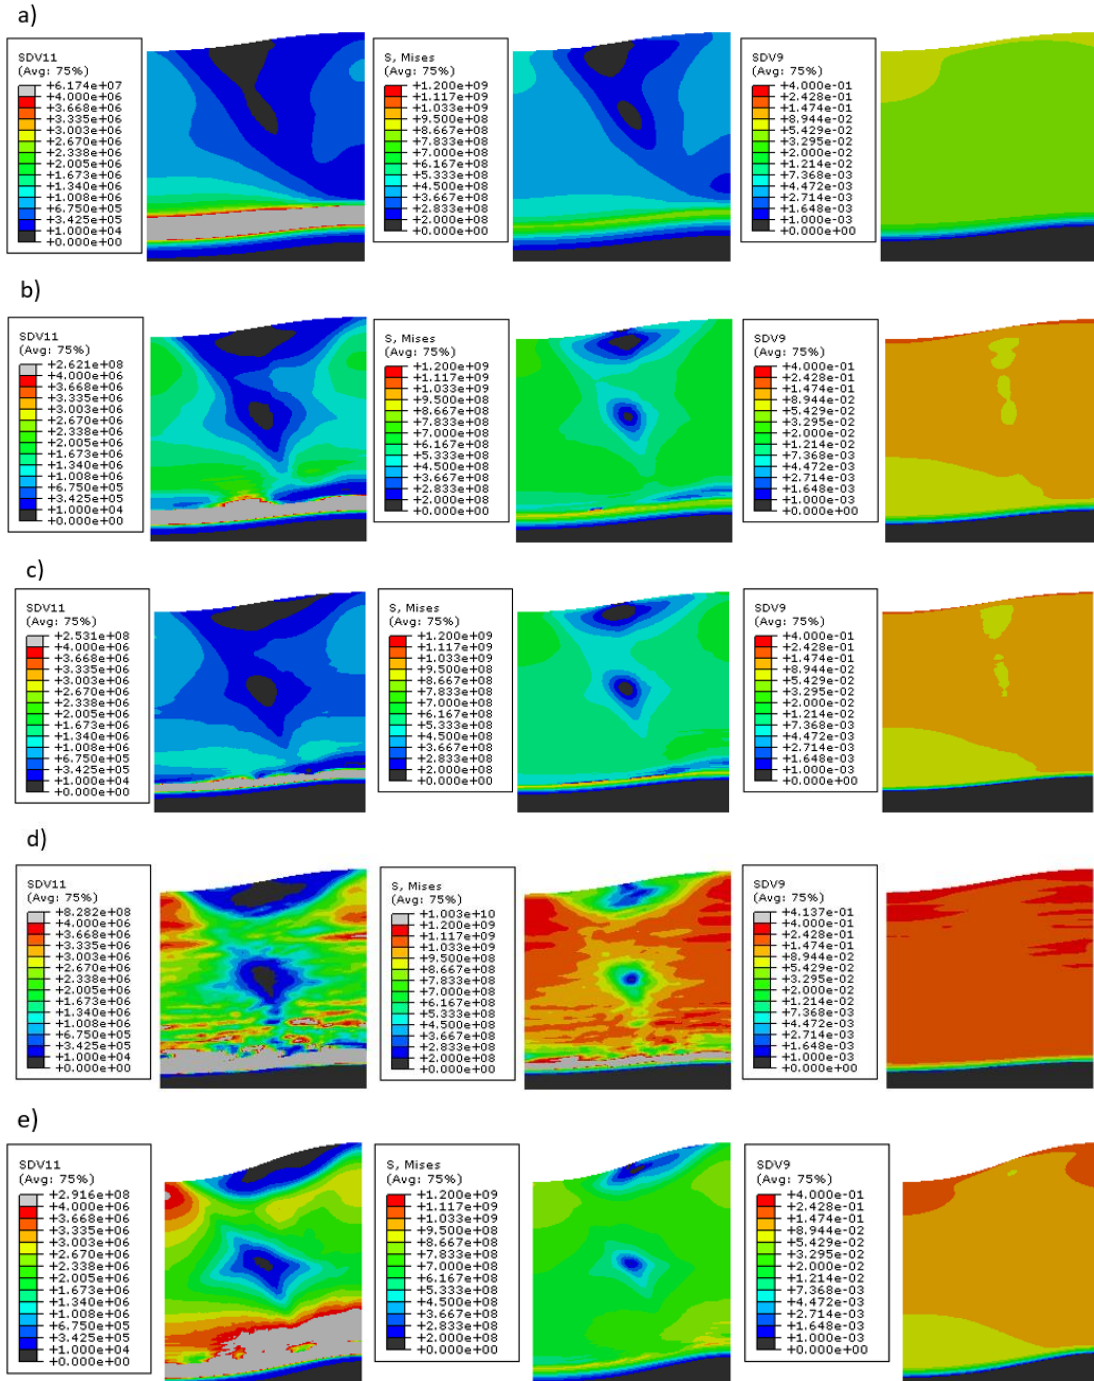 a)
SDV11
(Avg: 75%)
+6.174e+07
+4.000e+06
+3.668e+06
+3.335e+06
+3.003e+06
+2.670e+06
+2.338e+06
+2.005e+06
+1.673e+06
+1.340e+06
+1.008e+06
+6.750e+05
+3.425e+05
+1.000e+04
+0.000e+00
S, Mises
(Avg: 75%)
+1.200e+09
+1.117e+09
+1.033e+09
+9.500e+08
+8.667e+08
+7.833e+08
+7.000e+08
+6.167e+08
+5.333e+08
+4.500e+08
+3.667e+08
+2.833e+08
+2.000e+08
+0.000e+00
SDV9
(Avg: 75%)
+4.000e-01
+2.428e-01
+1.474e-01
+8.944e-02
+5.429e-02
+3.295e-02
+2.000e-02
+1.214e-02
+7.368e-03
+4.472e-03
+2.714e-03
+1.648e-03
+1.000e-03
+0.000e+00
b)
SDV11
(Avg: 75%)
+2.621e+08
+4.000e+06
+3.668e+06
+3.335e+06
+3.003e+06
+2.670e+06
+2.338e+06
+2.005e+06
+1.673e+06
+1.340e+06
+1.008e+06
+6.750e+05
+3.425e+05
+1.000e+04
+0.000e+00
S, Mises
(Avg: 75%)
+1.200e+09
+1.117e+09
+1.033e+09
+9.500e+08
+8.667e+08
+7.833e+08
+7.000e+08
+6.167e+08
+5.333e+08
+4.500e+08
+3.667e+08
+2.833e+08
+2.000e+08
+0.000e+00
SDV9
(Avg: 75%)
+4.000e-01
+2.428e-01
+1.474e-01
+8.944e-02
+5.429e-02
+3.295e-02
+2.000e-02
+1.214e-02
+7.368e-03
+4.472e-03
+2.714e-03
+1.648e-03
+1.000e-03
+0.000e+00
c)
SDV11
(Avg: 75%)
+2.531e+08
+4.000e+06
+3.668e+06
+3.335e+06
+3.003e+06
+2.670e+06
+2.338e+06
+2.005e+06
+1.673e+06
+1.340e+06
+1.008e+06
+6.750e+05
+3.425e+05
+1.000e+04
+0.000e+00
S, Mises
(Avg: 75%)
+1.200e+09
+1.117e+09
+1.033e+09
+9.500e+08
+8.667e+08
+7.833e+08
+7.000e+08
+6.167e+08
+5.333e+08
+4.500e+08
+3.667e+08
+2.833e+08
+2.000e+08
+0.000e+00
SDV9
(Avg: 75%)
+4.000e-01
+2.428e-01
+1.474e-01
+8.944e-02
+5.429e-02
+3.295e-02
+2.000e-02
+1.214e-02
+7.368e-03
+4.472e-03
+2.714e-03
+1.648e-03
+1.000e-03
+0.000e+00
d)
SDV11
(Avg: 75%)
+8.282e+08
+4.000e+06
+3.668e+06
+3.335e+06
+3.003e+06
+2.670e+06
+2.338e+06
+2.005e+06
+1.673e+06
+1.340e+06
+1.008e+06
+6.750e+05
+3.425e+05
+1.000e+04
+0.000e+00
S, Mises
(Avg: 75%)
+1.003e+10
+1.200e+09
+1.117e+09
+1.033e+09
+9.500e+08
+8.667e+08
+7.833e+08
+7.000e+08
+6.167e+08
+5.333e+08
+4.500e+08
+3.667e+08
+2.833e+08
+2.000e+08
+0.000e+00
SDV9
(Avg: 75%)
+4.137e-01
+4.000e-01
+2.428e-01
+1.474e-01
+8.944e-02
+5.429e-02
+3.295e-02
+2.000e-02
+1.214e-02
+7.368e-03
+4.472e-03
+2.714e-03
+1.648e-03
+1.000e-03
+0.000e+00
e)
SDV11
(Avg: 75%)
+2.916e+08
+4.000e+06
+3.668e+06
+3.335e+06
+3.003e+06
+2.670e+06
+2.338e+06
+2.005e+06
+1.673e+06
+1.340e+06
+1.008e+06
+6.750e+05
+3.425e+05
+1.000e+04
+0.000e+00
S, Mises
(Avg: 75%)
+1.200e+09
+1.117e+09
+1.033e+09
+9.500e+08
+8.667e+08
+7.833e+08
+7.000e+08
+6.167e+08
+5.333e+08
+4.500e+08
+3.667e+08
+2.833e+08
+2.000e+08
+0.000e+00
SDV9
(Avg: 75%)
+4.000e-01
+2.428e-01
+1.474e-01
+8.944e-02
+5.429e-02
+3.295e-02
+2.000e-02
+1.214e-02
+7.368e-03
+4.472e-03
+2.714e-03
+1.648e-03
+1.000e-03
+0.000e+00